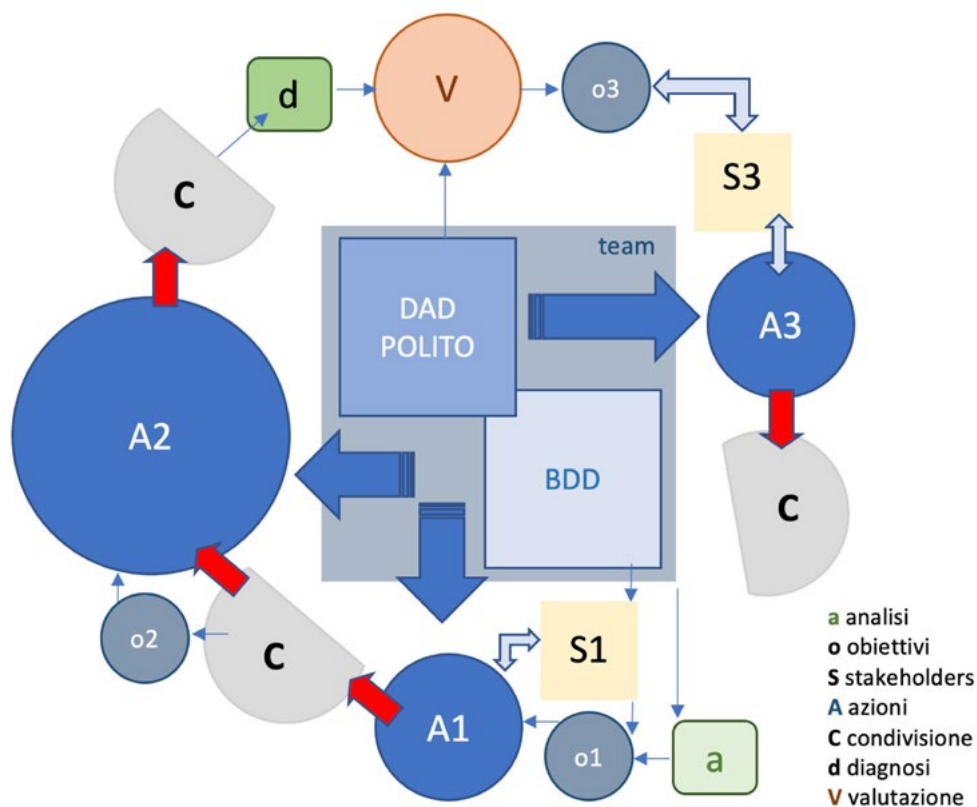 d
V
o3
C
S3
team
DAD
POLITO
A3
A2
BDD
C
o2
C
S1
A1
o1
a
a analisi
o obiettivi
S stakeholders
A azioni
C condivisione
d diagnosi
V valutazione